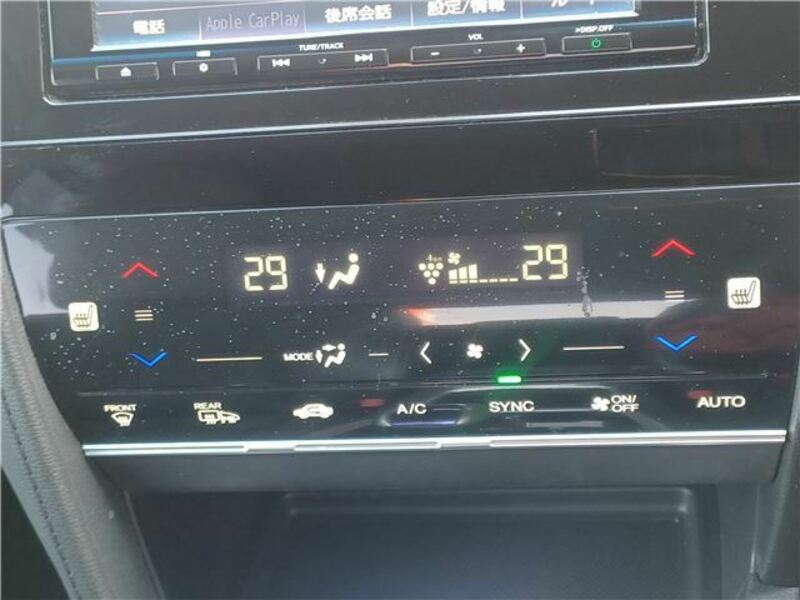 電話
Apple CarPlay
後席会話
設定/情報
TUNE/TRACK
VOL
DISP.OFF
− +
29
29
MODE
FRONT
REAR
A/C
SYNC
ON/OFF
AUTO